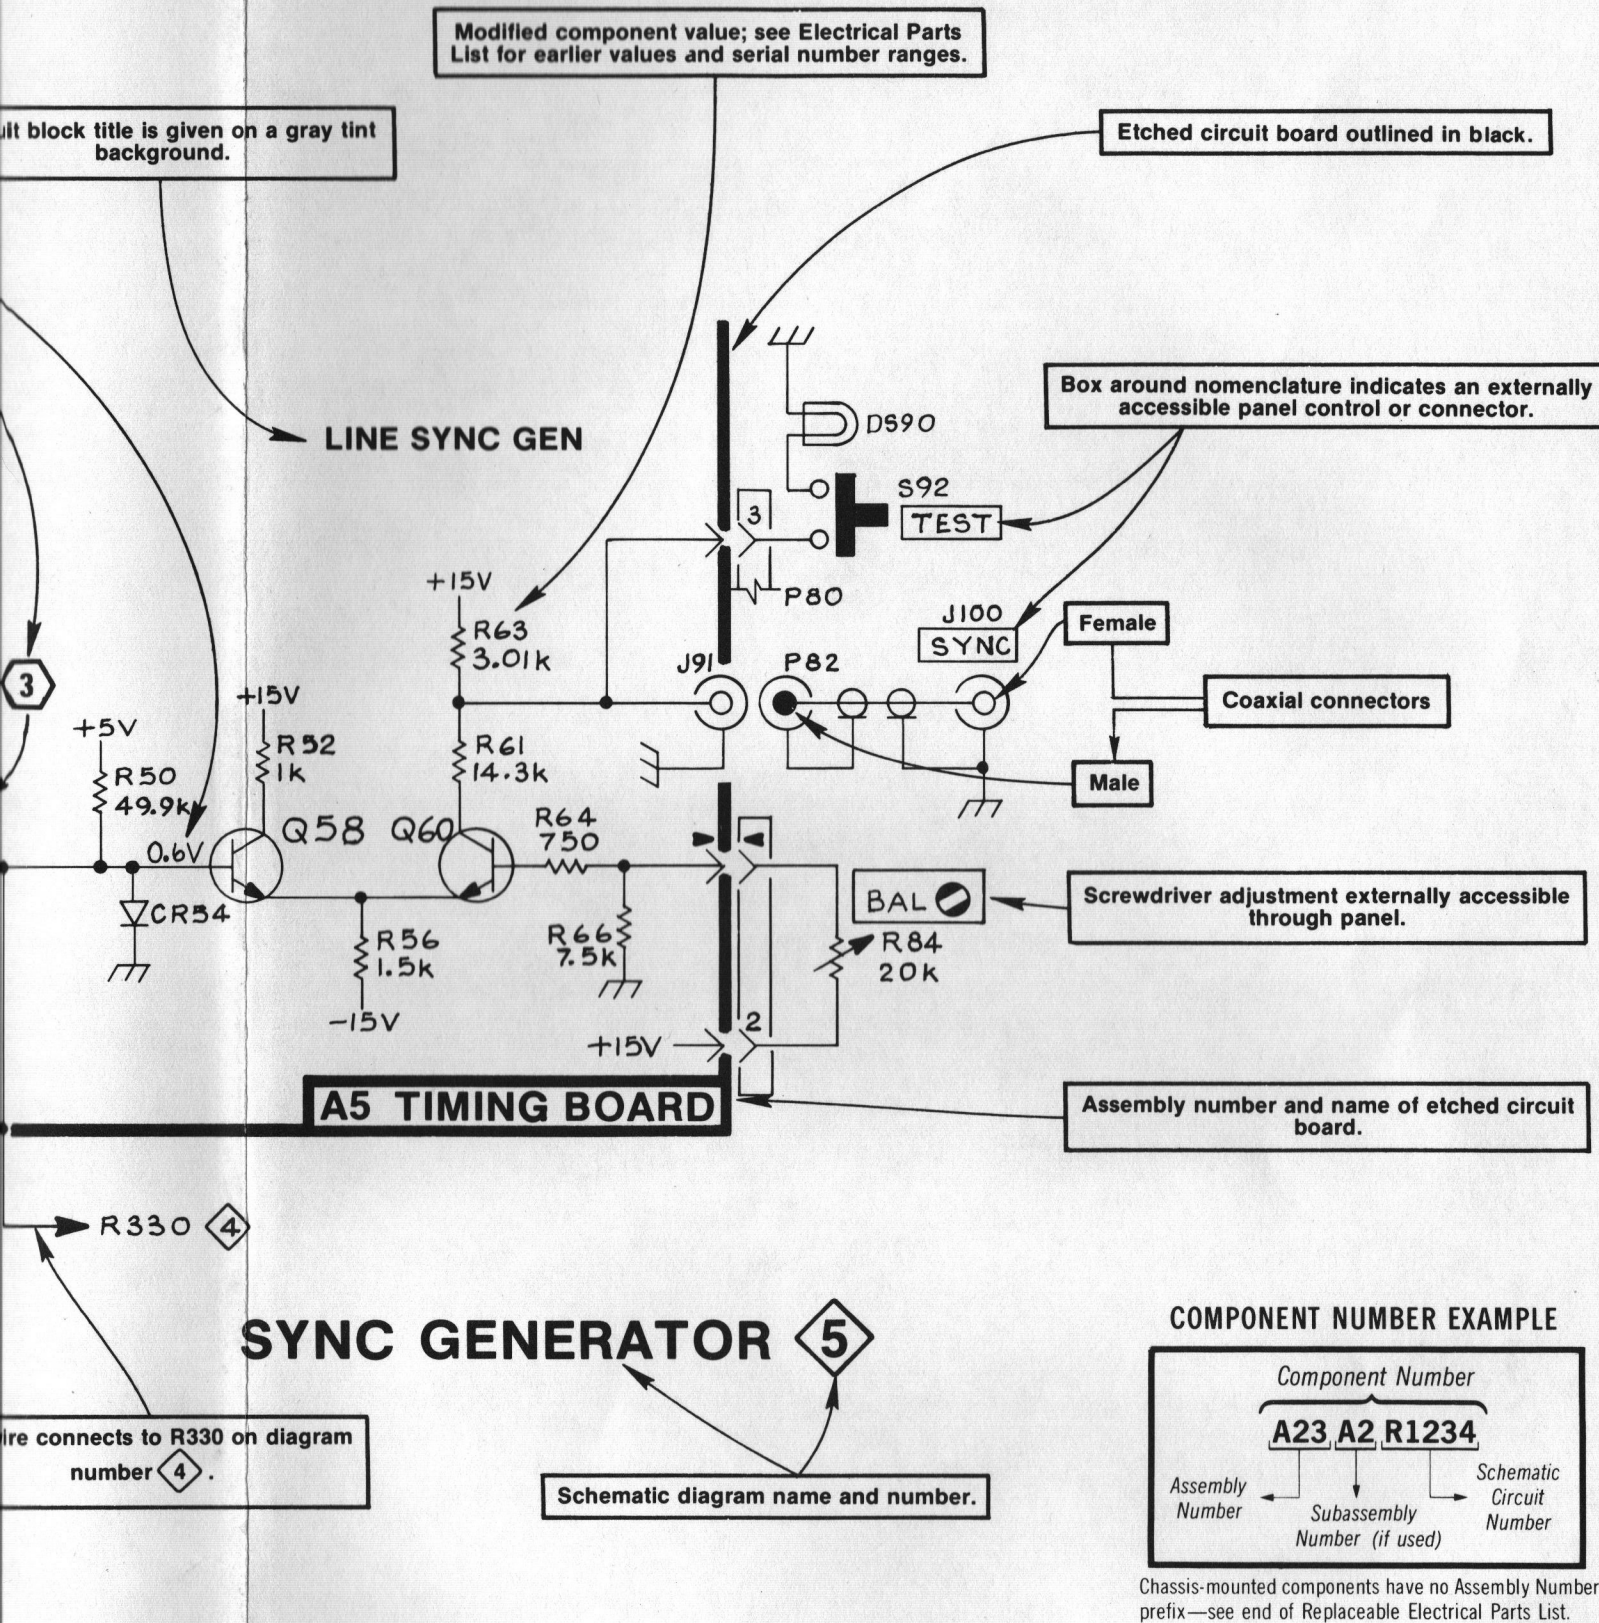 Modified component value; see Electrical Parts
List for earlier values and serial number ranges.
block title is given on a gray tint
background.
Etched circuit board outlined in black.
LINE SYNC GEN
Box around nomenclature indicates an externally
accessible panel control or connector.
DS90
S92
TEST
3
P80
+15V
R63
3.01k
J100
SYNC
Female
J91
P82
Coaxial connectors
Male
3
+15V
+5V
R52
1k
R50
49.9k
R61
14.3k
0.6V
Q58
Q60
R64
750
CR54
R56
1.5k
-15V
R66
7.5k
BAL
R84
20k
Screwdriver adjustment externally accessible
through panel.
2
+15V
A5 TIMING BOARD
Assembly number and name of etched circuit
board.
R330 4
SYNC GENERATOR 5
connects to R330 on diagram
number 4 .
Schematic diagram name and number.
COMPONENT NUMBER EXAMPLE
Component Number
A23 A2 R1234
Assembly
Number
Subassembly
Number (if used)
Schematic
Circuit
Number
Chassis-mounted components have no Assembly Number
prefix—see end of Replaceable Electrical Parts List.